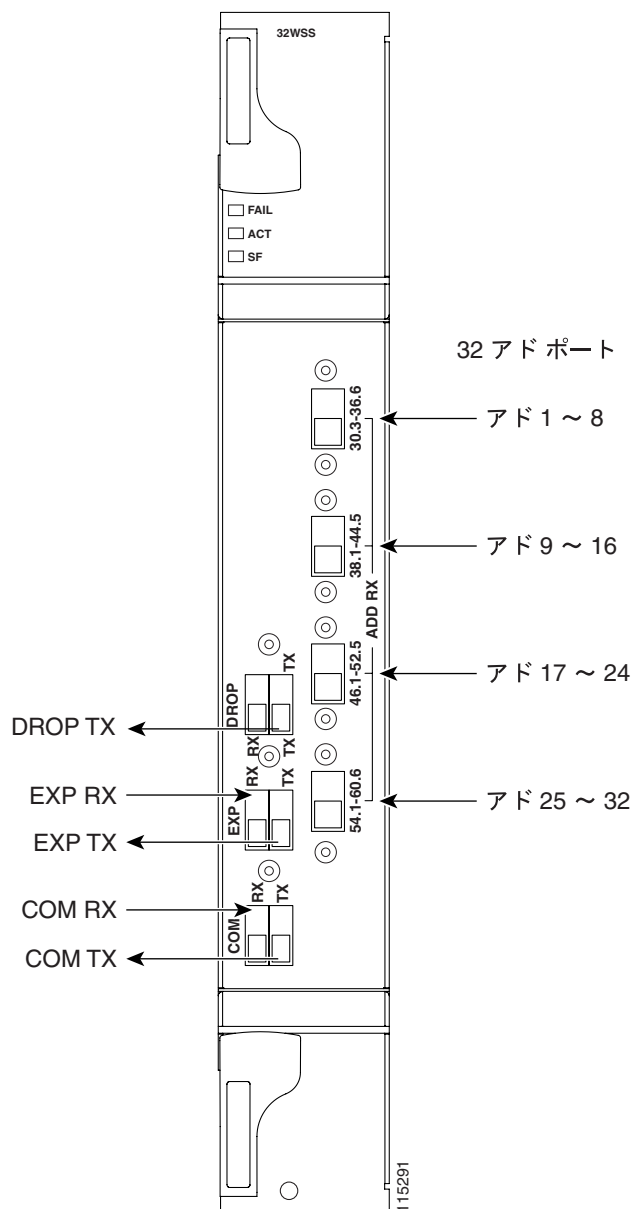 32WSS
FAIL
ACT
SF
32 アド ポート
30.3-36.6
アド 1 ～ 8
38.1-44.5
アド 9 ～ 16
ADD RX
46.1-52.5
アド 17 ～ 24
54.1-60.6
アド 25 ～ 32
DROP
TX
RX
TX
DROP TX
RX
TX
EXP
EXP RX
EXP TX
RX
TX
COM
COM RX
COM TX
115291